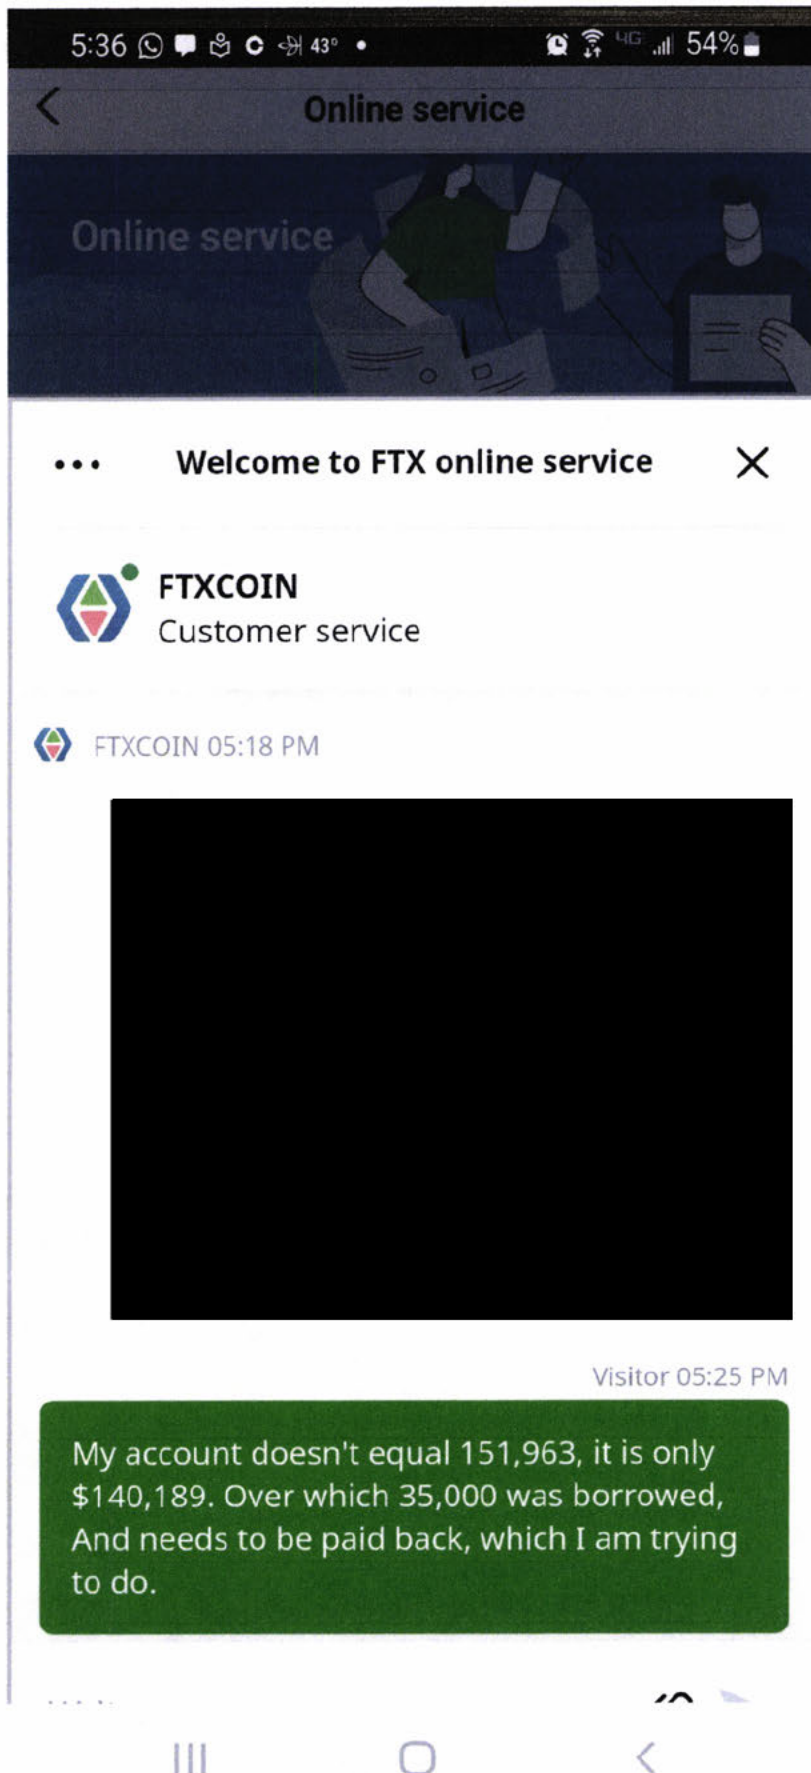 5:36 43° 4G 54%
Online service
Online service
Welcome to FTX online service
FTXCOIN
Customer service
FTXCOIN 05:18 PM
Visitor 05:25 PM
My account doesn't equal 151,963, it is only
$140,189. Over which 35,000 was borrowed,
And needs to be paid back, which I am trying
to do.